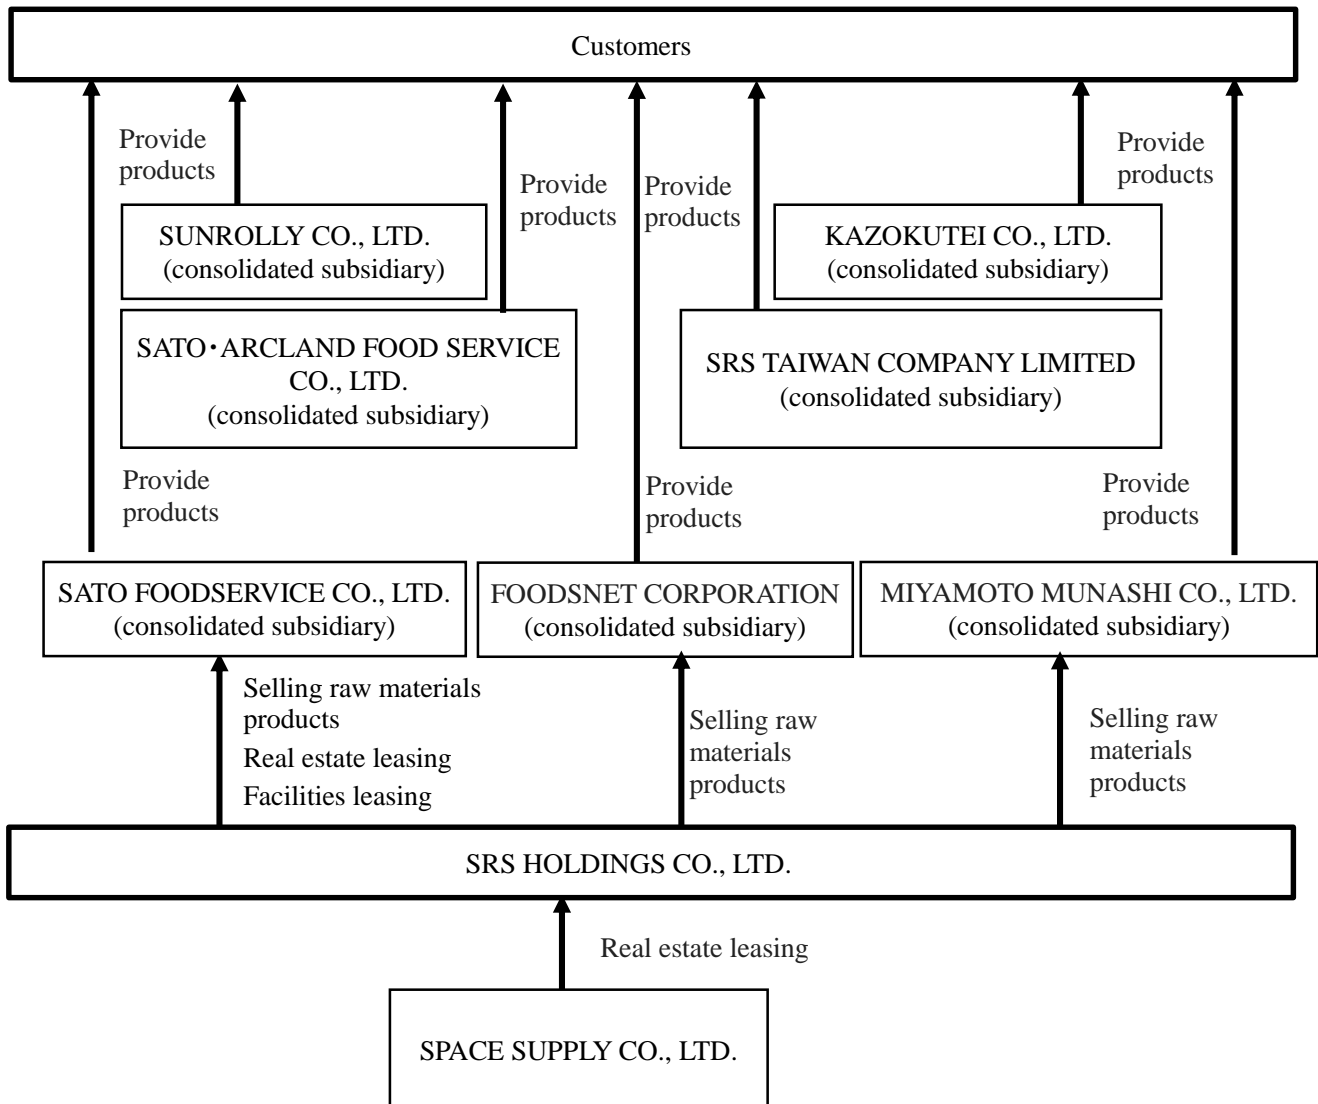 Customers
Provide
products
Provide
products
Provide
products
Provide
products
SUNROLLY CO., LTD.
(consolidated subsidiary)
KAZOKUTEI CO., LTD.
(consolidated subsidiary)
SATO・ARCLAND FOOD SERVICE
CO., LTD.
(consolidated subsidiary)
SRS TAIWAN COMPANY LIMITED
(consolidated subsidiary)
Provide
products
Provide
products
Provide
products
SATO FOODSERVICE CO., LTD.
(consolidated subsidiary)
FOODSNET CORPORATION
(consolidated subsidiary)
MIYAMOTO MUNASHI CO., LTD.
(consolidated subsidiary)
Selling raw materials
products
Real estate leasing
Facilities leasing
Selling raw
materials
products
Selling raw
materials
products
SRS HOLDINGS CO., LTD.
Real estate leasing
SPACE SUPPLY CO., LTD.